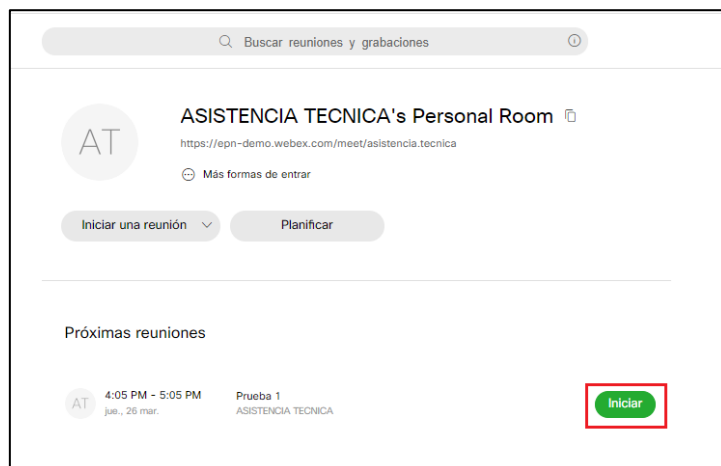 Buscar reuniones y grabaciones
AT
ASISTENCIA TECNICA's Personal Room
https://epn-demo.webex.com/meet/asistencia.tecnica
Más formas de entrar
Iniciar una reunión
Planificar
Próximas reuniones
AT
4:05 PM - 5:05 PM
Prueba 1
Iniciar
jue., 26 mar.
ASISTENCIA TECNICA